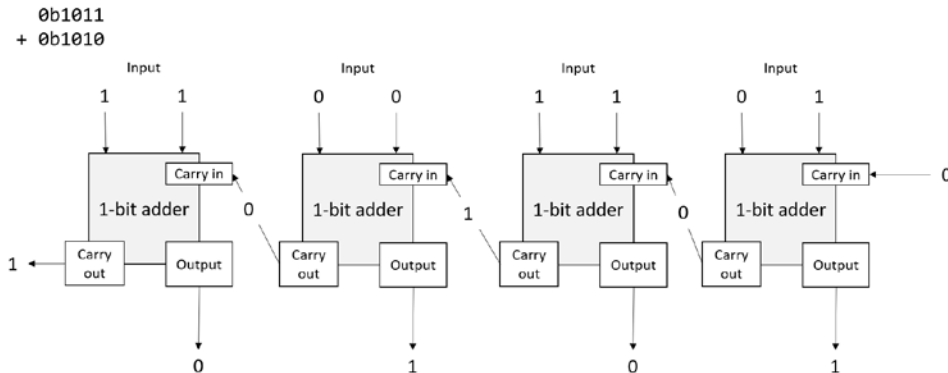 0b1011
+ 0b1010
Input Input Input Input
1 1 0 0 1 1 0 1
Carry in Carry in Carry in Carry in 0
1-bit adder 0 1-bit adder 1 1-bit adder 0 1-bit adder
1 Carry out Output Carry out Output Carry out Output Carry out Output
0 1 0 1